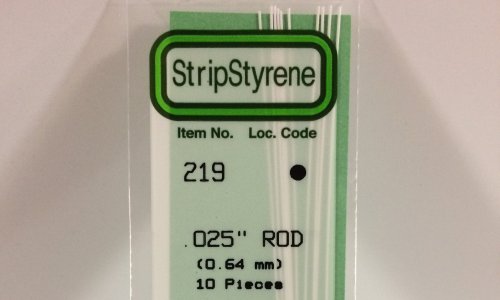 StripStyrene
Item No. Loc. Code
219
.025" ROD
(0.64 mm)
10 Pieces